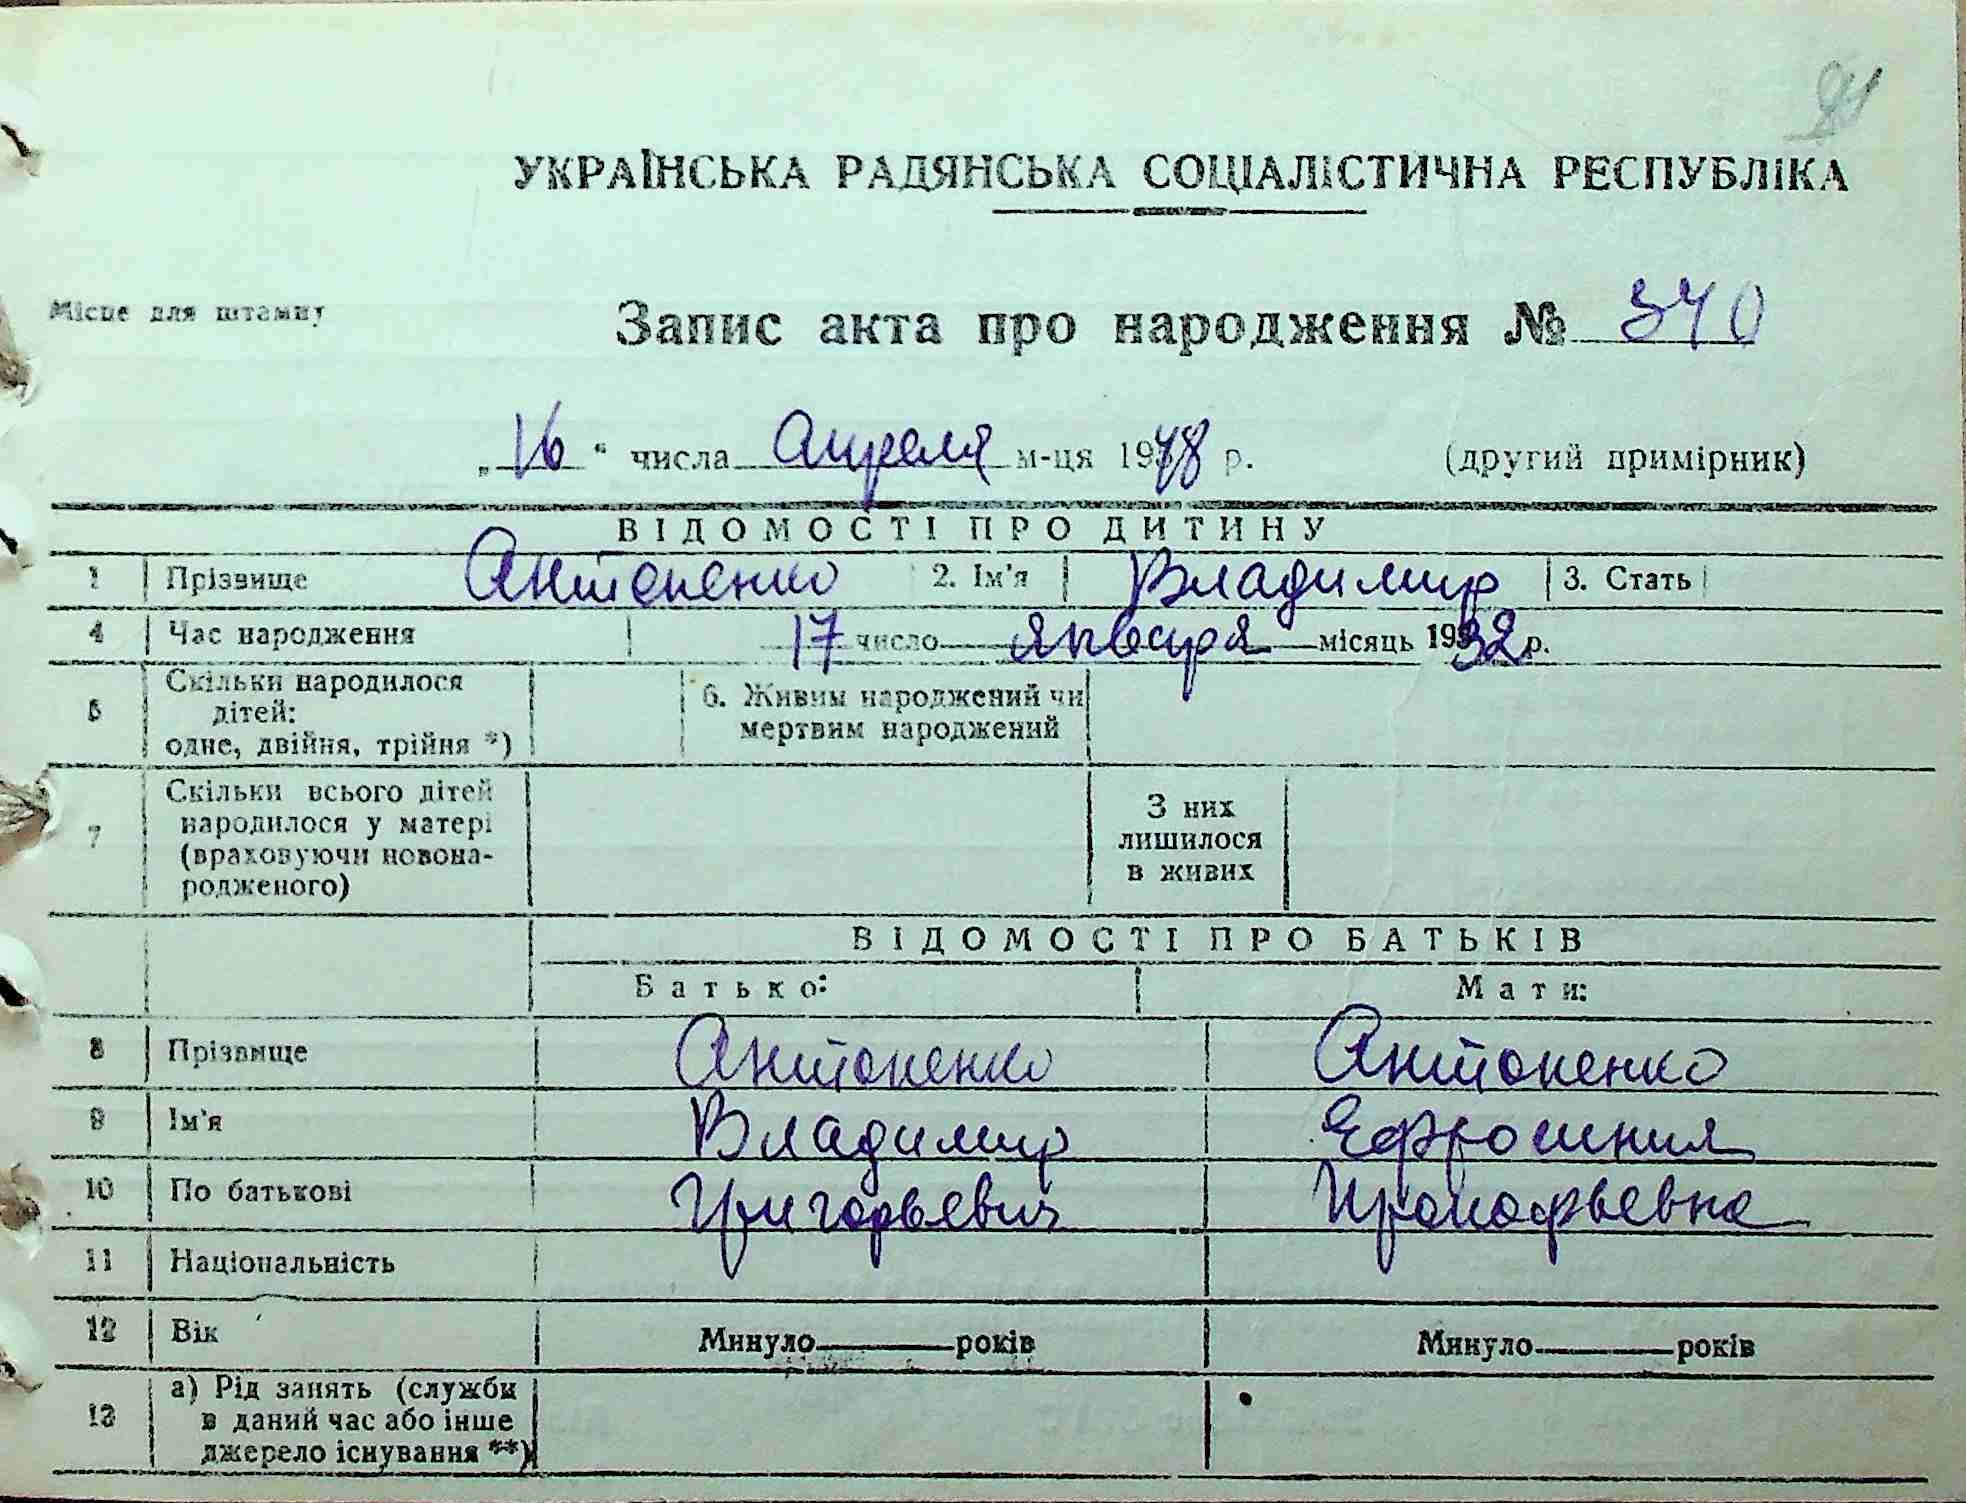 УКРАЇНСЬКА РАДЯНСЬКА СОЦІАЛІСТИЧНА РЕСПУБЛІКА
Місце для штампу
Запис акта про народження № 340
„16“ числа Апреля м-ця 1948 р. (другий примірник)
ВІДОМОСТІ ПРО ДИТИНУ
1 Прізвище Антоненко 2. Ім'я Владимир 3. Стать
4 Час народження 17 число января місяць 1932 р.
5 Скільки народилося дітей: одне, двійня, трійня *)
6. Живим народжений чи мертвим народжений
7 Скільки всього дітей народилося у матері (враховуючи новонародженого)
З них лишилося в живих
ВІДОМОСТІ ПРО БАТЬКІВ
Батько: Мати:
8 Прізвище Антоненко Антоненко
9 Ім'я Владимир Ефросиния
10 По батькові Григорьевич Прокофьевна
11 Національність
12 Вік Минуло років Минуло років
13 а) Рід занять (служби в даний час або інше джерело існування **)